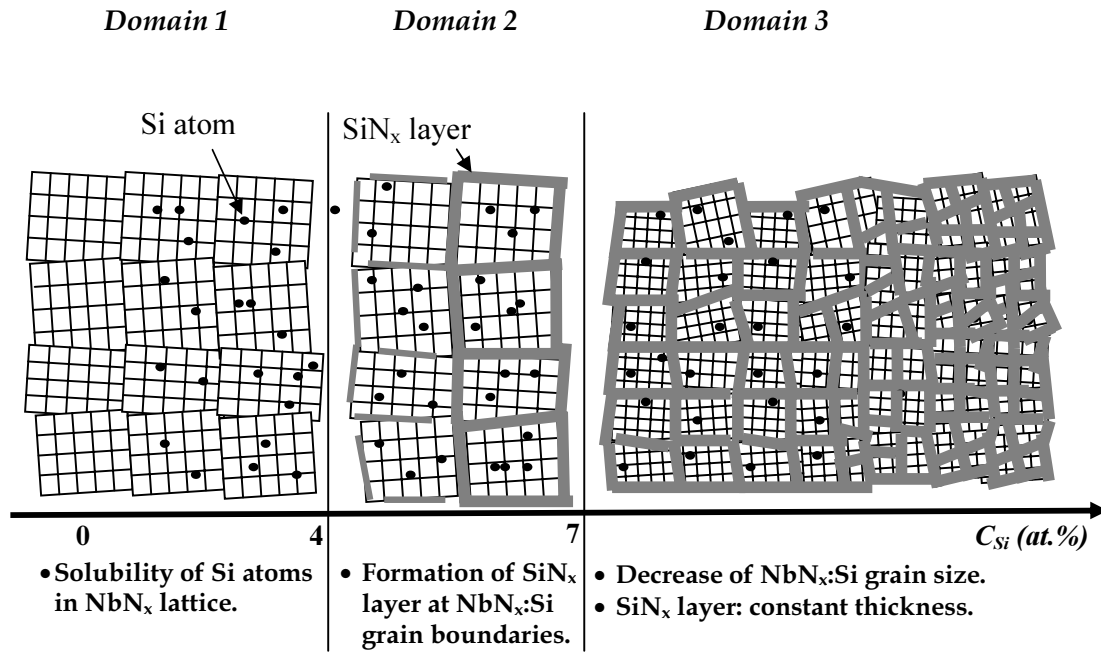 Domain 1
Domain 2
Domain 3
Si atom
SiNₓ layer
0
4
7
C_Si (at.%)
• Solubility of Si atoms
in NbNₓ lattice.
• Formation of SiNₓ
layer at NbNₓ:Si
grain boundaries.
• Decrease of NbNₓ:Si grain size.
• SiNₓ layer: constant thickness.